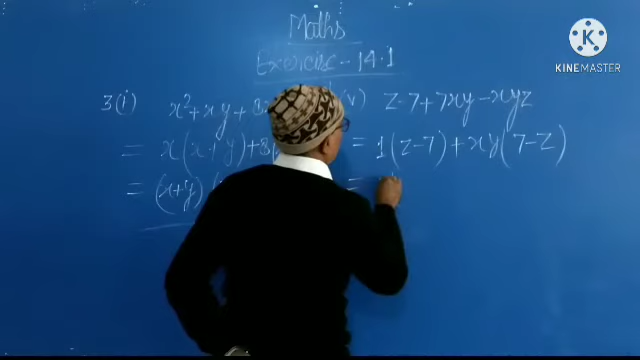 Maths
Exercise - 14.1
3(i) x² + xy + 8
= x(x+y)+8(
= (x+y)(
(v) z - 7 + 7xy - xyz
= 1(z-7) + xy(7-z)
=
K
KINEMASTER